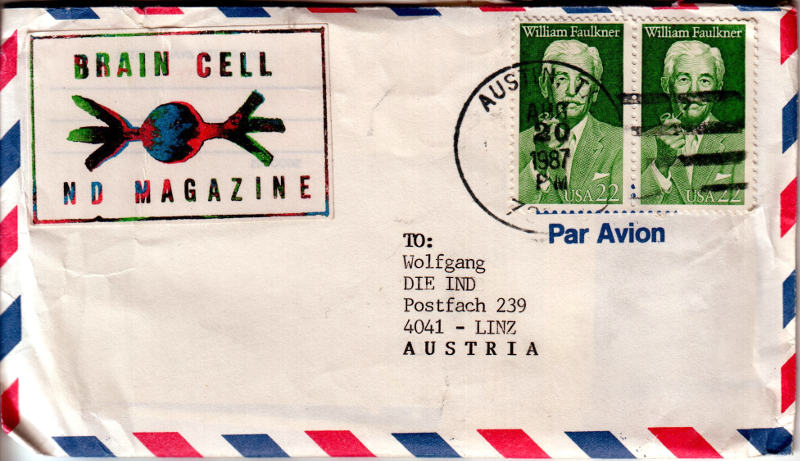 BRAIN CELL
ND MAGAZINE
William Faulkner
USA 22
William Faulkner
USA 22
AUSTIN, T
AUG
20
1987
PM
Par Avion
TO:
Wolfgang
DIE IND
Postfach 239
4041 - LINZ
AUSTRIA